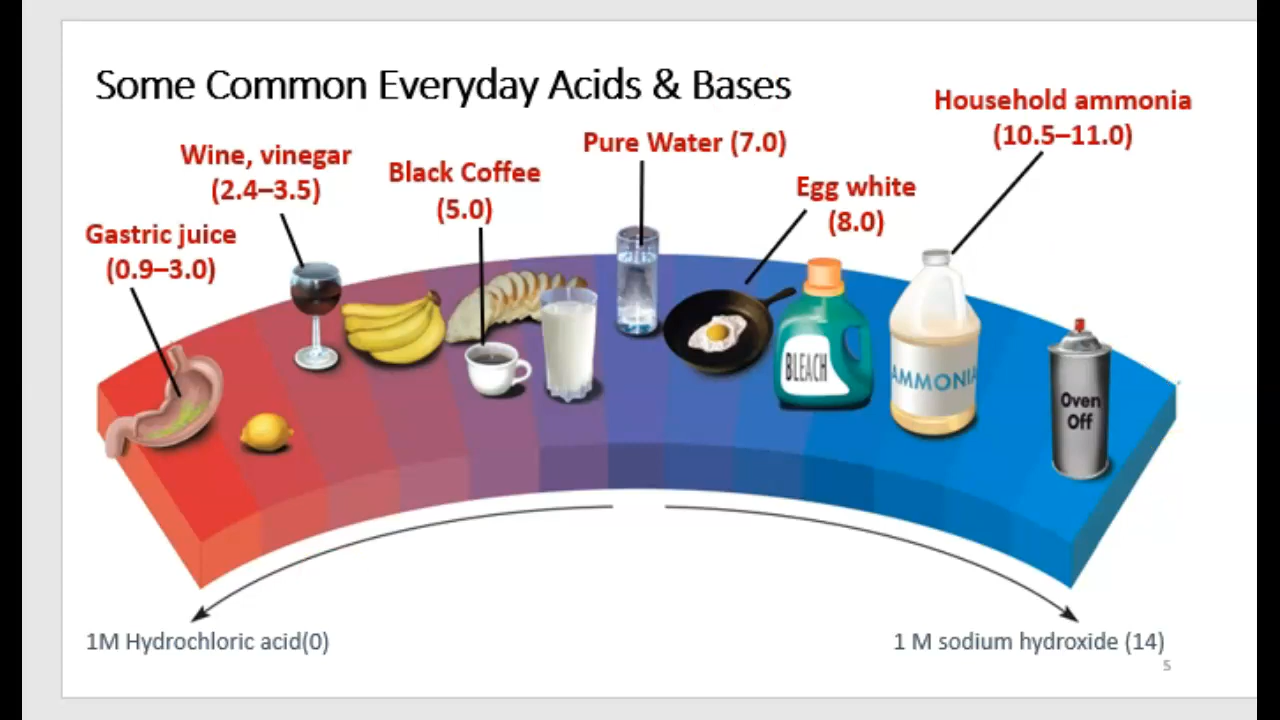 Some Common Everyday Acids & Bases
Household ammonia
(10.5–11.0)
Pure Water (7.0)
Wine, vinegar
(2.4–3.5)
Black Coffee
(5.0)
Egg white
(8.0)
Gastric juice
(0.9–3.0)
BLEACH
AMMONIA
Oven
Off
1M Hydrochloric acid(0)
1 M sodium hydroxide (14)
5